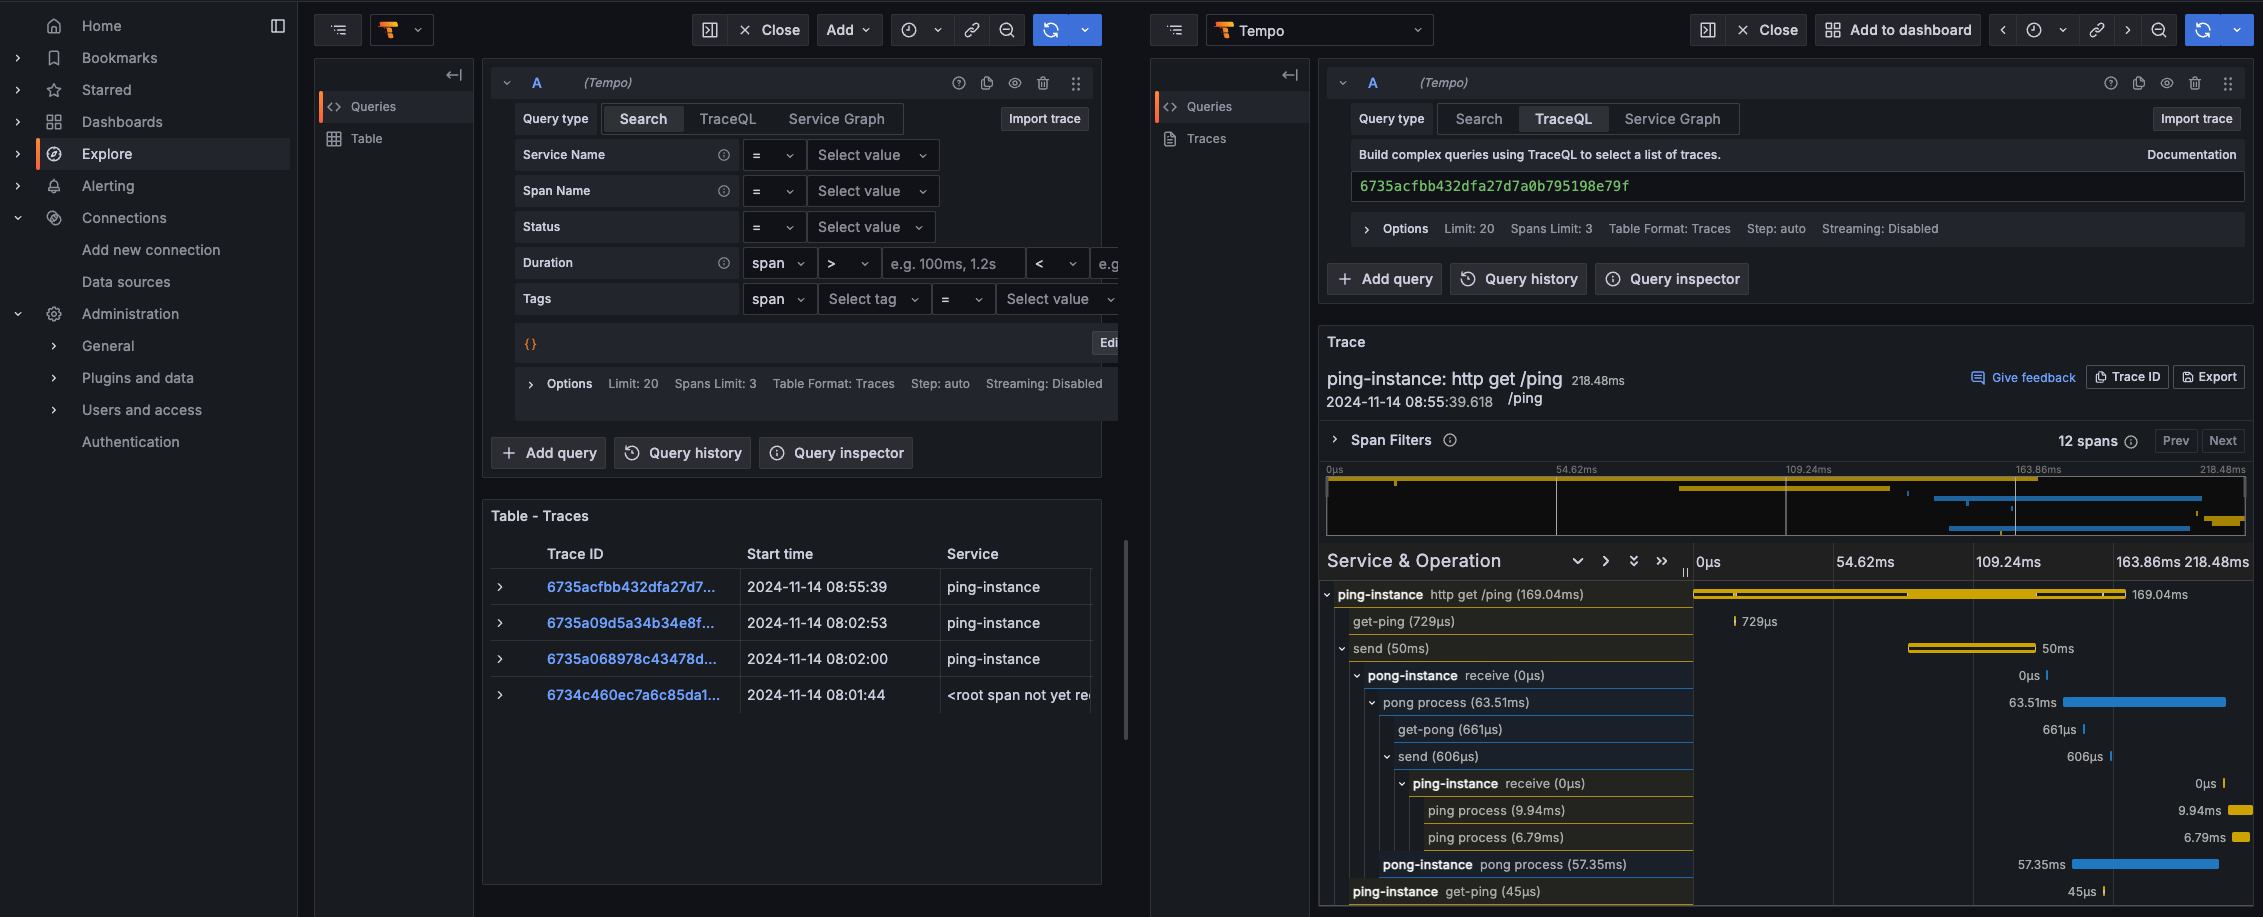 Home
Bookmarks
Starred
Dashboards
Explore
Alerting
Connections
Add new connection
Data sources
Administration
General
Plugins and data
Users and access
Authentication
Close
Add
Queries
Table
A (Tempo)
Query type Search TraceQL Service Graph Import trace
Service Name = Select value
Span Name = Select value
Status = Select value
Duration span > e.g. 100ms, 1.2s < e.g
Tags span Select tag = Select value
{} Edi
Options Limit: 20 Spans Limit: 3 Table Format: Traces Step: auto Streaming: Disabled
+ Add query Query history Query inspector
Table - Traces
Trace ID Start time Service
6735acfbb432dfa27d7... 2024-11-14 08:55:39 ping-instance
6735a09d5a34b34e8f... 2024-11-14 08:02:53 ping-instance
6735a068978c43478d... 2024-11-14 08:02:00 ping-instance
6734c460ec7a6c85da1... 2024-11-14 08:01:44 <root span not yet re
Tempo Close Add to dashboard
Queries
Traces
A (Tempo)
Query type Search TraceQL Service Graph Import trace
Build complex queries using TraceQL to select a list of traces. Documentation
6735acfbb432dfa27d7a0b795198e79f
Options Limit: 20 Spans Limit: 3 Table Format: Traces Step: auto Streaming: Disabled
+ Add query Query history Query inspector
Trace
ping-instance: http get /ping 218.48ms Give feedback Trace ID Export
2024-11-14 08:55:39.618 /ping
Span Filters 12 spans Prev Next
0µs 54.62ms 109.24ms 163.86ms 218.48ms
Service & Operation 0µs 54.62ms 109.24ms 163.86ms 218.48ms
ping-instance http get /ping (169.04ms) 169.04ms
get-ping (729µs) 729µs
send (50ms) 50ms
pong-instance receive (0µs) 0µs
pong process (63.51ms) 63.51ms
get-pong (661µs) 661µs
send (606µs) 606µs
ping-instance receive (0µs) 0µs
ping process (9.94ms) 9.94ms
ping process (6.79ms) 6.79ms
pong-instance pong process (57.35ms) 57.35ms
ping-instance get-ping (45µs) 45µs